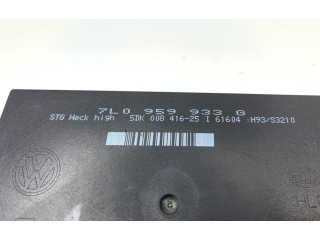 7L0 959 933 G
STG Heck high 5DK 008 416-25 I 61604 H93/S3210